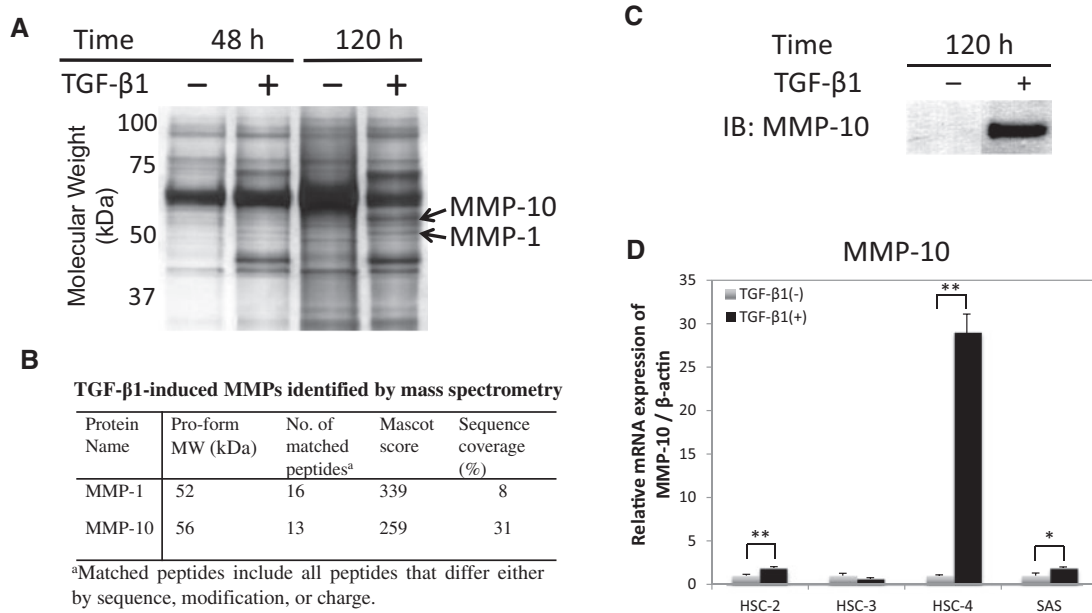 A
Time 48 h 120 h
TGF-β1 − + − +
Molecular Weight (kDa)
100
75
50
37
MMP-10
MMP-1
B
TGF-β1-induced MMPs identified by mass spectrometry
Protein Name Pro-form MW (kDa) No. of matched peptidesᵃ Mascot score Sequence coverage (%)
MMP-1 52 16 339 8
MMP-10 56 13 259 31
ᵃMatched peptides include all peptides that differ either
by sequence, modification, or charge.
C
Time 120 h
TGF-β1 − +
IB: MMP-10
D
MMP-10
Relative mRNA expression of
MMP-10 / β-actin
35
30
25
20
15
10
5
0
TGF-β1(-)
TGF-β1(+)
**
**
*
HSC-2 HSC-3 HSC-4 SAS